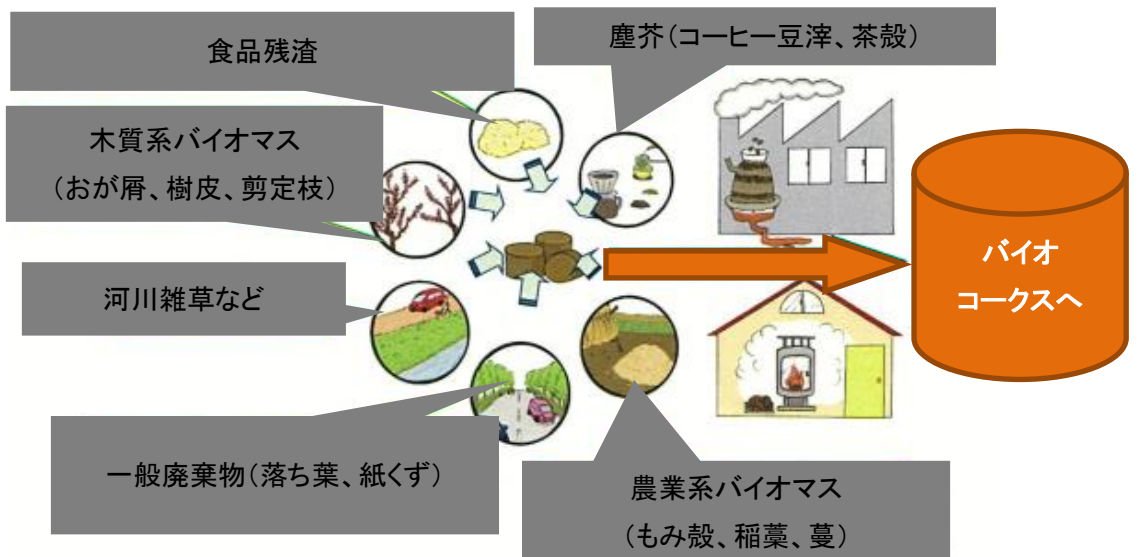 食品残渣
塵芥（コーヒー豆滓、茶殻）
木質系バイオマス
（おが屑、樹皮、剪定枝）
バイオ
コークスへ
河川雑草など
一般廃棄物（落ち葉、紙くず）
農業系バイオマス
（もみ殻、稲藁、蔓）